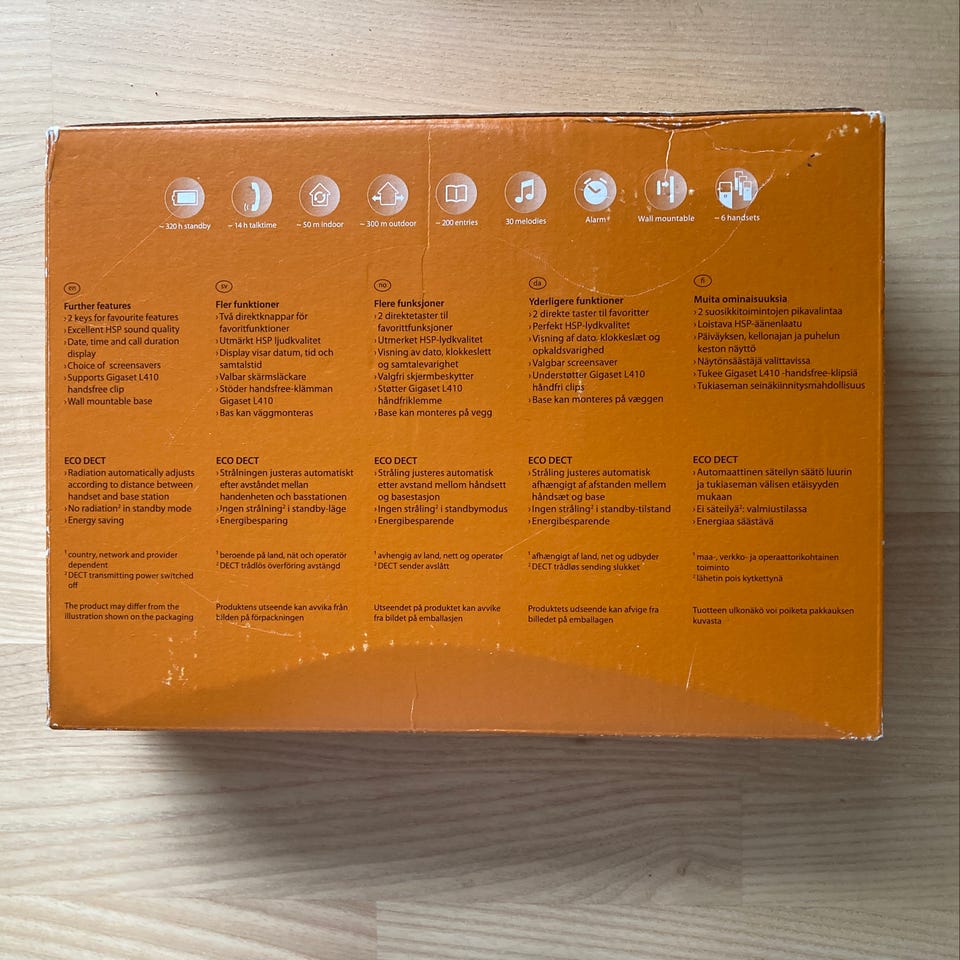 ~ 320 h standby
~ 14 h talktime
~ 50 m indoor
~ 300 m outdoor
~ 200 entries
30 melodies
Alarm
Wall mountable
~ 6 handsets
en
Further features
› 2 keys for favourite features
› Excellent HSP sound quality
› Date, time and call duration
display
› Choice of screensavers
› Supports Gigaset L410
handsfree clip
› Wall mountable base
ECO DECT
› Radiation automatically adjusts
according to distance between
handset and base station
› No radiation² in standby mode
› Energy saving
¹ country, network and provider
dependent
² DECT transmitting power switched
off
The product may differ from the
illustration shown on the packaging
sv
Fler funktioner
› Två direktknappar för
favoritfunktioner
› Utmärkt HSP ljudkvalitet
› Display visar datum, tid och
samtalstid
› Valbar skärmsläckare
› Stöder handsfree-klämman
Gigaset L410
› Bas kan väggmonteras
ECO DECT
› Strålningen justeras automatiskt
efter avståndet mellan
handenheten och basstationen
› Ingen strålning² i standby-läge
› Energibesparing
¹ beroende på land, nät och operatör
² DECT trådlös överföring avstängd
Produktens utseende kan avvika från
bilden på förpackningen
no
Flere funksjoner
› 2 direktetaster til
favorittfunksjoner
› Utmerket HSP-lydkvalitet
› Visning av dato, klokkeslett
og samtalevarighet
› Valgfri skjermbeskytter
› Støtter Gigaset L410
håndfriklemme
› Base kan monteres på vegg
ECO DECT
› Stråling justeres automatisk
etter avstand mellom håndsett
og basestasjon
› Ingen stråling² i standbymodus
› Energibesparende
¹ avhengig av land, nett og operatør
² DECT sender avslått
Utseendet på produktet kan avvike
fra bildet på emballasjen
da
Yderligere funktioner
› 2 direkte taster til favoritter
› Perfekt HSP-lydkvalitet
› Visning af dato, klokkeslæt og
opkaldsvarighed
› Valgbar screensaver
› Understøtter Gigaset L410
håndfri clips
› Base kan monteres på væggen
ECO DECT
› Stråling justeres automatisk
afhængigt af afstanden mellem
håndsæt og base
› Ingen stråling² i standby-tilstand
› Energibesparende
¹ afhængigt af land, net og udbyder
² DECT trådløs sending slukket
Produktets udseende kan afvige fra
billedet på emballagen
fi
Muita ominaisuuksia
› 2 suosikkitoimintojen pikavalintaa
› Loistava HSP-äänenlaatu
› Päiväyksen, kellonajan ja puhelun
keston näyttö
› Näytönsäästäjä valittavissa
› Tukee Gigaset L410 -handsfree-klipsiä
› Tukiaseman seinäkiinnitysmahdollisuus
ECO DECT
› Automaattinen säteilyn säätö luurin
ja tukiaseman välisen etäisyyden
mukaan
› Ei säteilyä²: valmiustilassa
› Energiaa säästävä
¹ maa-, verkko- ja operaattorikohtainen
toiminto
² lähetin pois kytkettynä
Tuotteen ulkonäkö voi poiketa pakkauksen
kuvasta